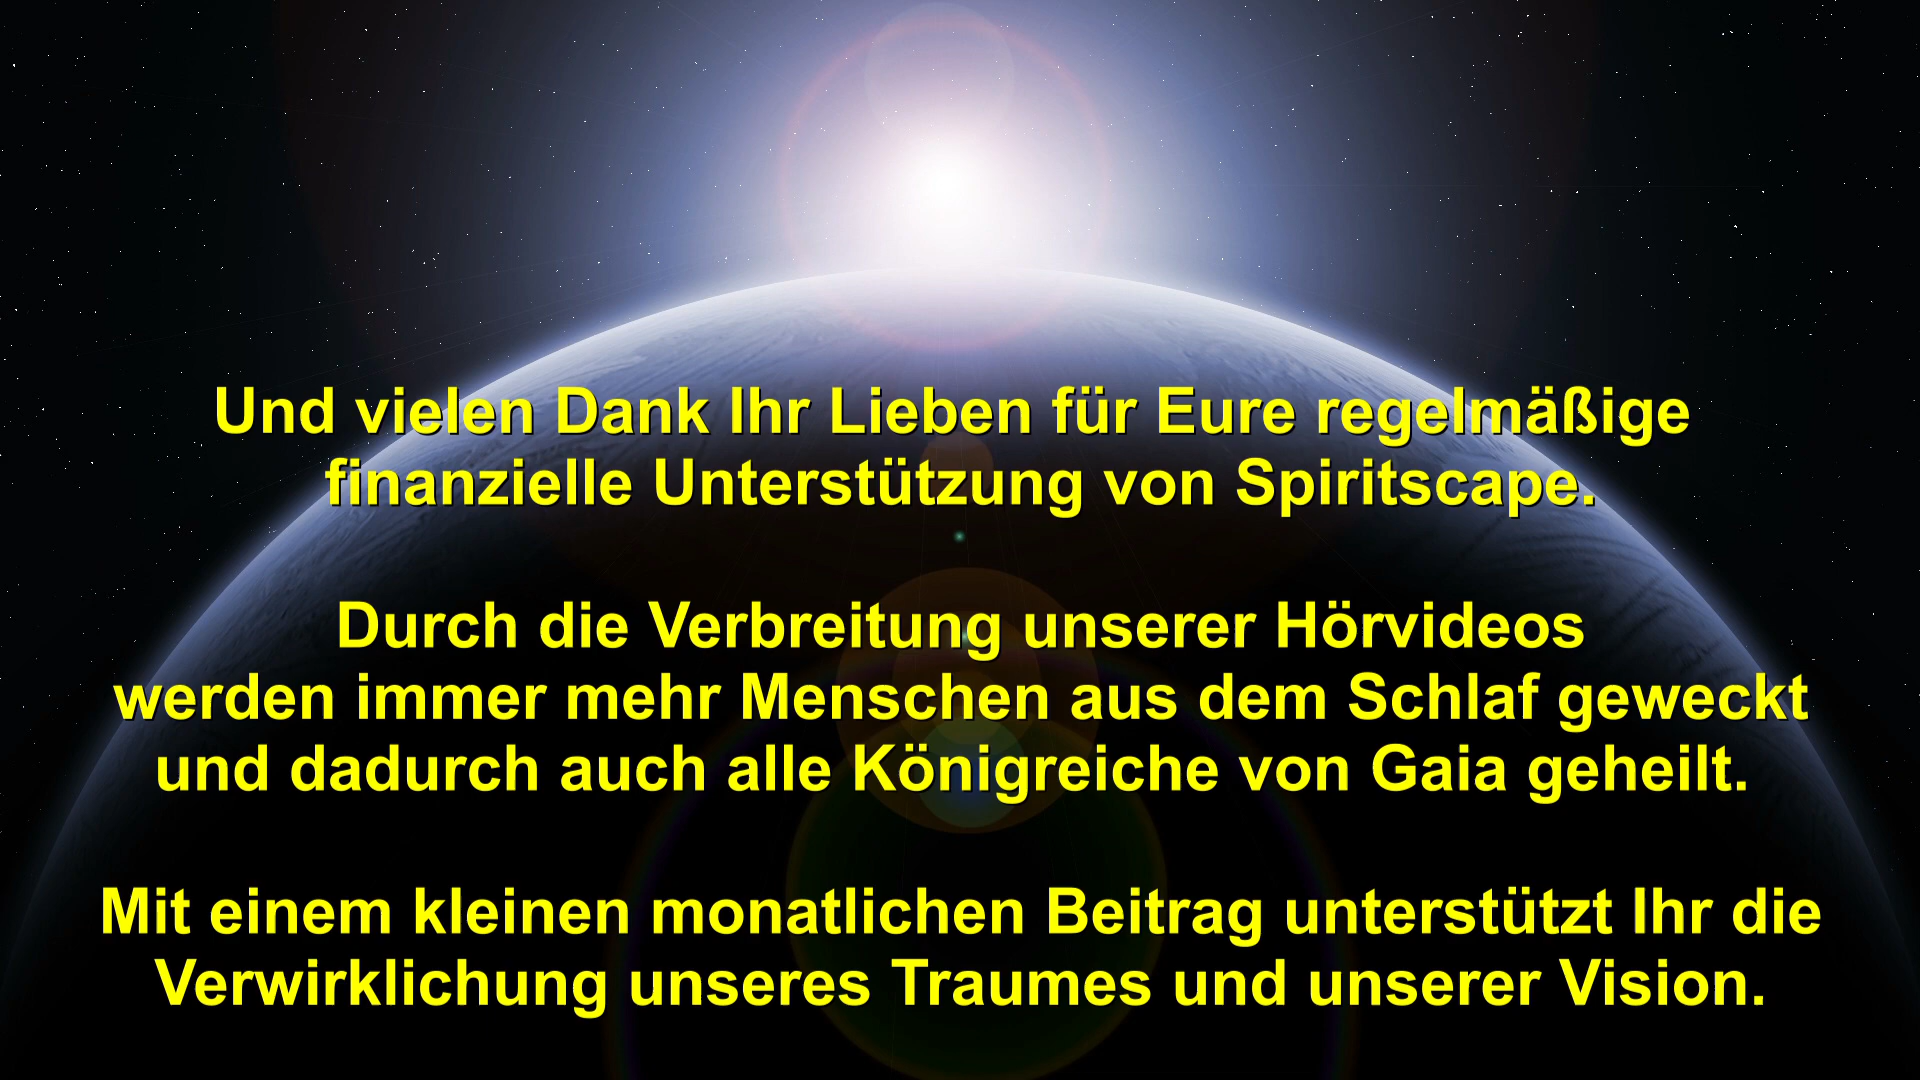 Und vielen Dank Ihr Lieben für Eure regelmäßige
finanzielle Unterstützung von Spiritscape.
Durch die Verbreitung unserer Hörvideos
werden immer mehr Menschen aus dem Schlaf geweckt
und dadurch auch alle Königreiche von Gaia geheilt.
Mit einem kleinen monatlichen Beitrag unterstützt Ihr die
Verwirklichung unseres Traumes und unserer Vision.